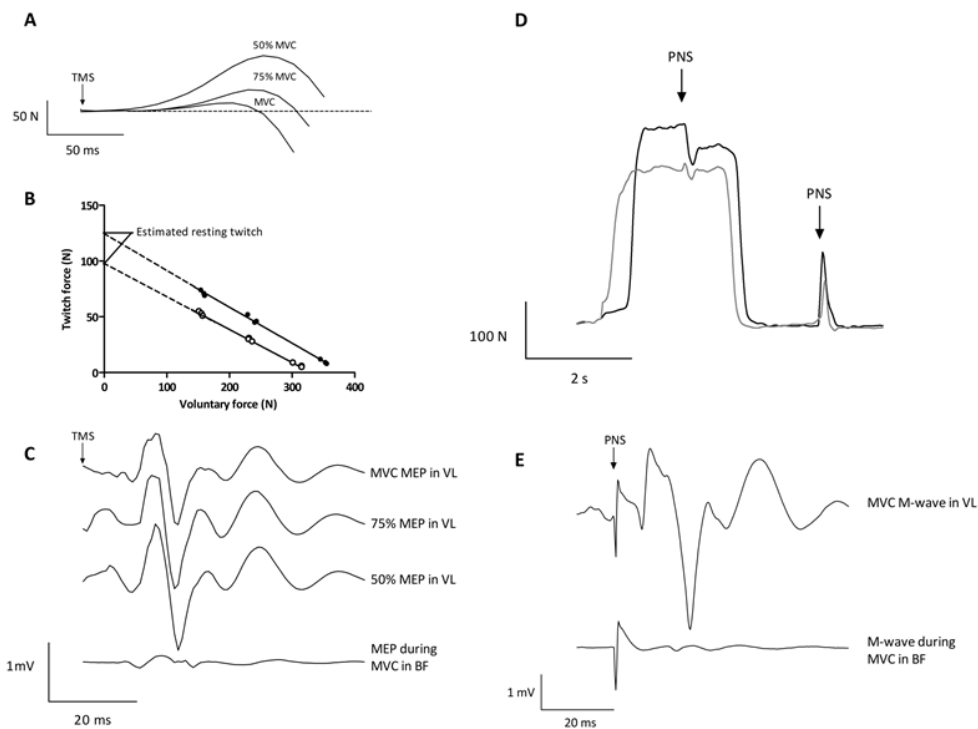 A
50% MVC
TMS
75% MVC
MVC
50 N
50 ms
B
150
100
50
0
Estimated resting twitch
Twitch force (N)
0 100 200 300 400
Voluntary force (N)
C
TMS
MVC MEP in VL
75% MEP in VL
50% MEP in VL
MEP during
MVC in BF
1mV
20 ms
D
PNS
PNS
100 N
2 s
E
PNS
MVC M-wave in VL
M-wave during
MVC in BF
1 mV
20 ms